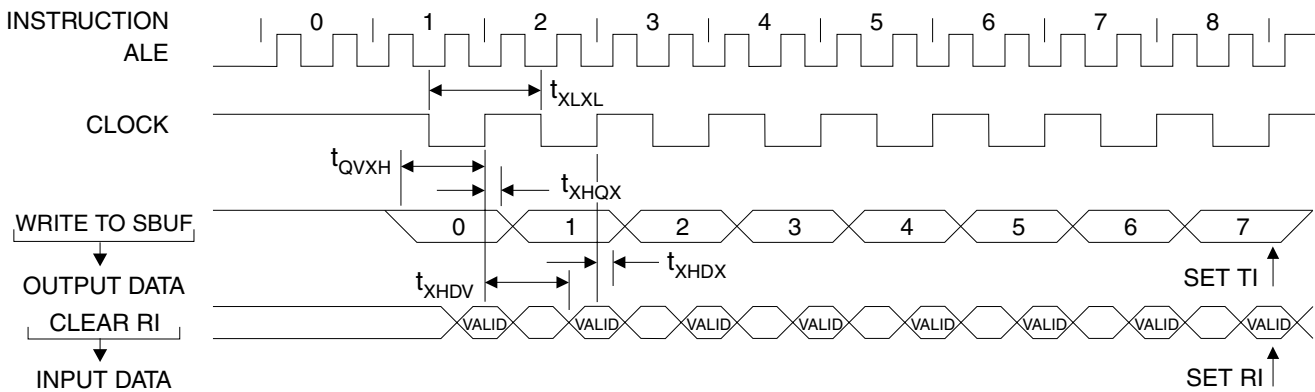 INSTRUCTION 0 1 2 3 4 5 6 7 8
ALE
tXLXL
CLOCK
tQVXH
tXHQX
WRITE TO SBUF 0 1 2 3 4 5 6 7
tXHDV tXHDX SET TI
OUTPUT DATA
CLEAR RI VALID VALID VALID VALID VALID VALID VALID VALID
INPUT DATA SET RI